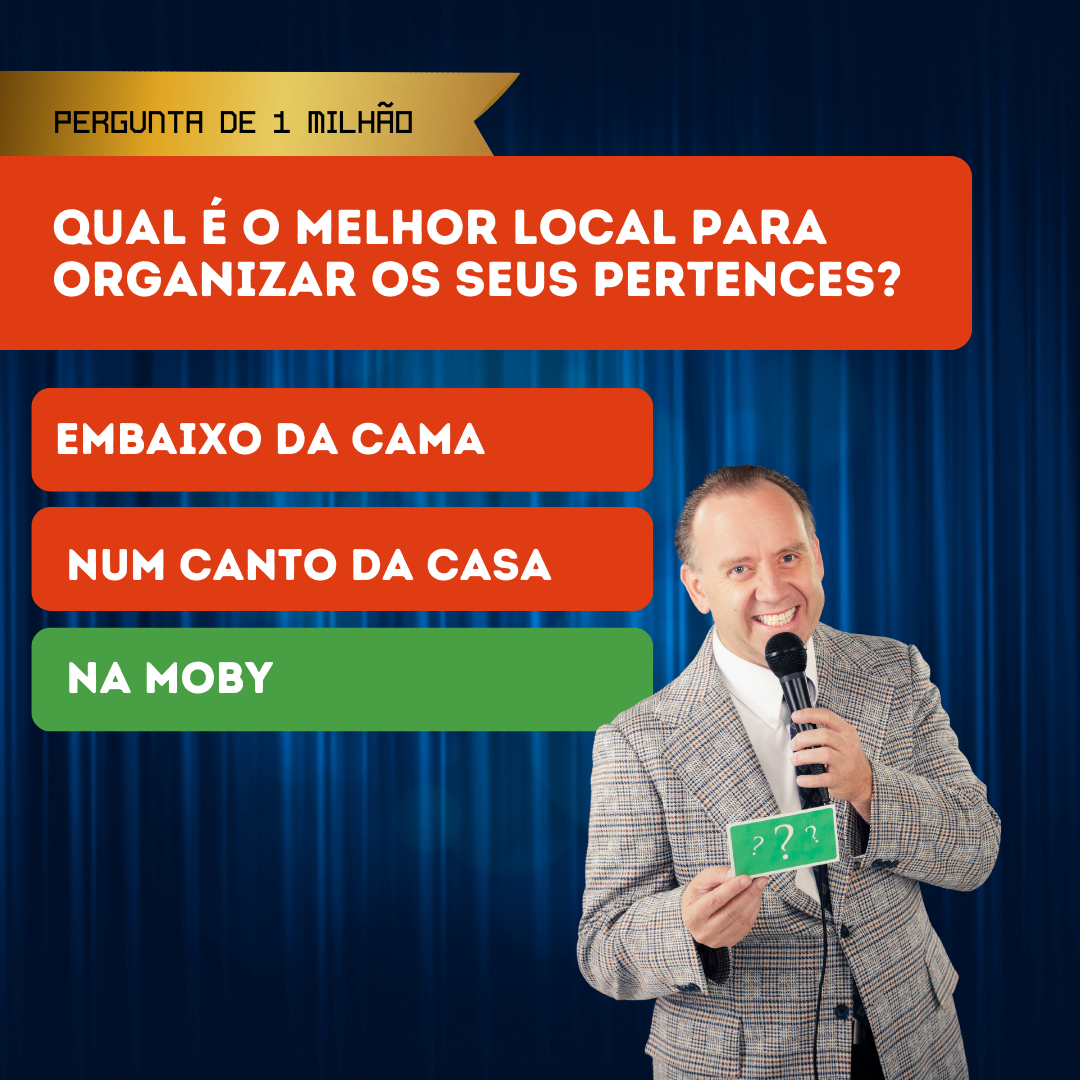 PERGUNTA DE 1 MILHÃO
QUAL É O MELHOR LOCAL PARA
ORGANIZAR OS SEUS PERTENCES?
EMBAIXO DA CAMA
NUM CANTO DA CASA
NA MOBY
? ? ?